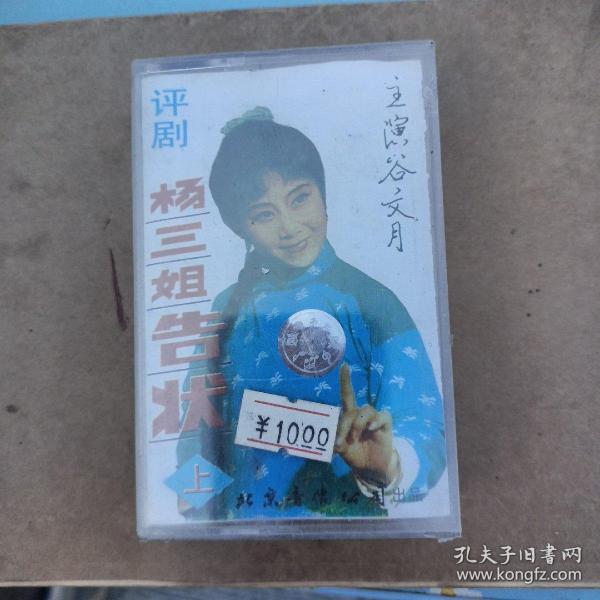 评剧
杨三姐告状
上
主演谷文月
¥10.00
北京音像公司出品
孔夫子旧书网
www.kongfz.com